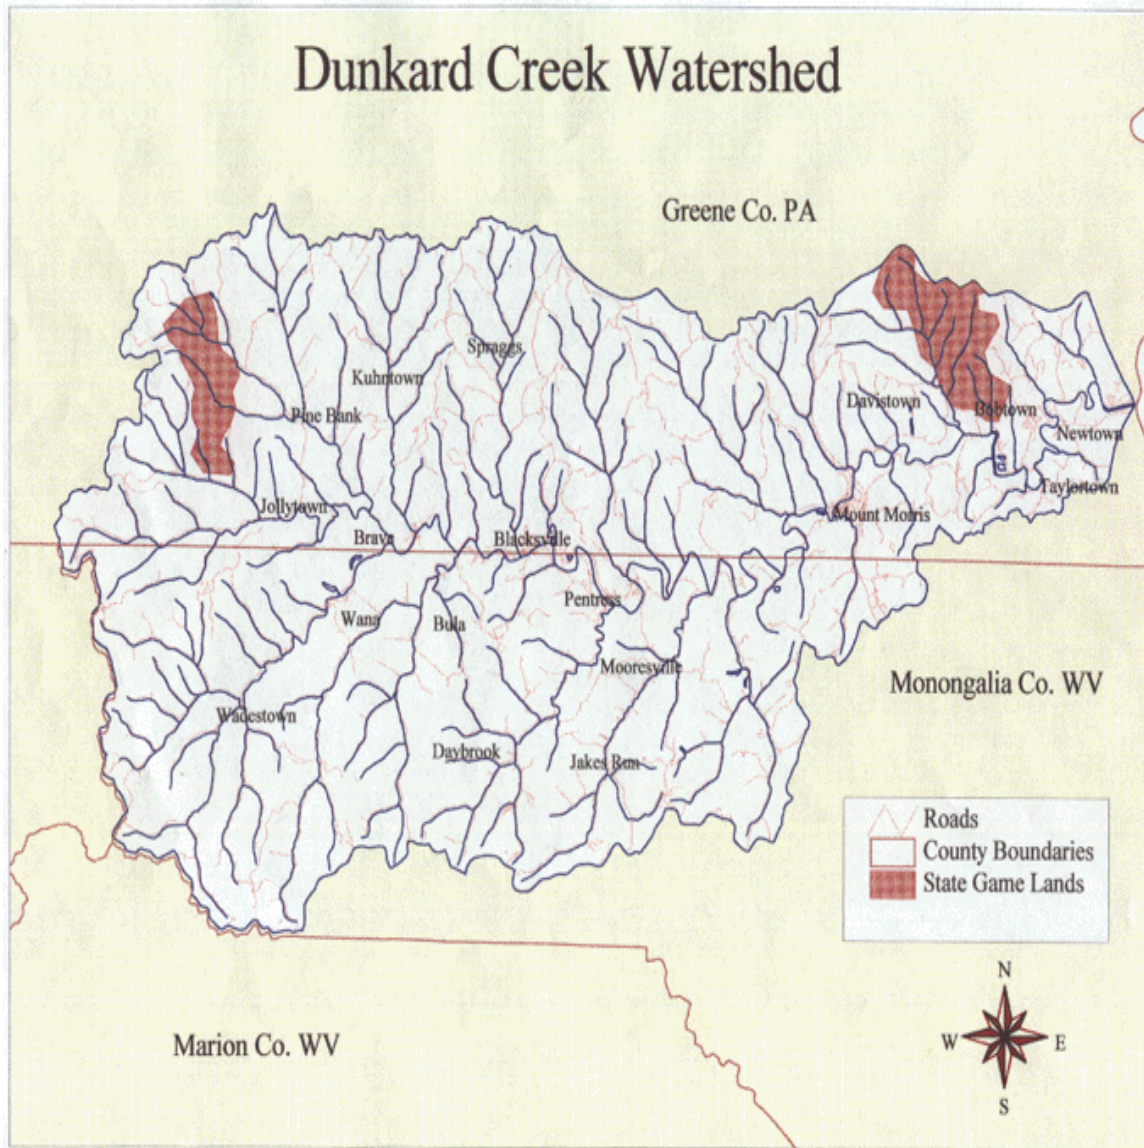 Dunkard Creek Watershed
Greene Co. PA
Spraggs
Kuhntown
Pine Bank
Davistown
Bobtown
Newtown
Taylortown
Jollytown
Mount Morris
Brave
Blacksville
Pentress
Wana
Bula
Mooresville
Monongalia Co. WV
Wadestown
Daybrook
Jakes Run
Roads
County Boundaries
State Game Lands
N
W
E
S
Marion Co. WV